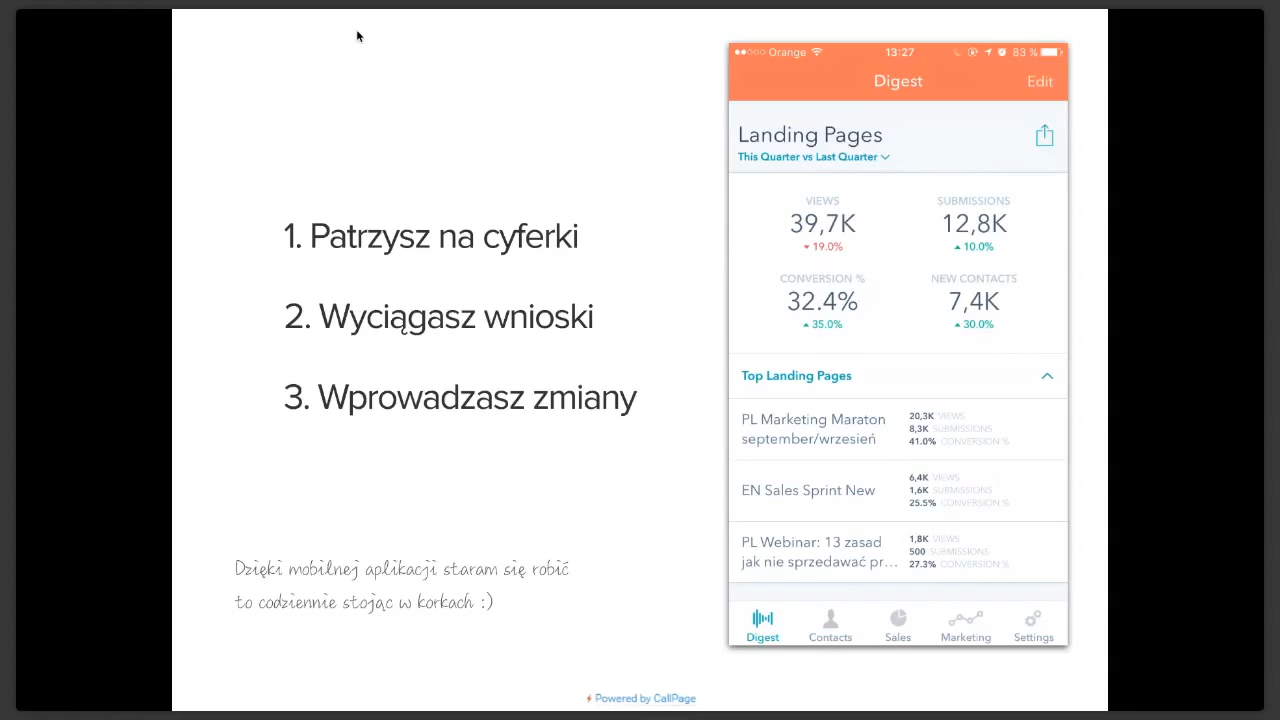 1. Patrzysz na cyferki
2. Wyciągasz wnioski
3. Wprowadzasz zmiany
Dzięki mobilnej aplikacji staram się robić
to codziennie stojąc w korkach :)
Orange 13:27 83 %
Digest Edit
Landing Pages
This Quarter vs Last Quarter
VIEWS SUBMISSIONS
39,7K 12,8K
19.0% 10.0%
CONVERSION % NEW CONTACTS
32.4% 7,4K
35.0% 30.0%
Top Landing Pages
PL Marketing Maraton
september/wrzesień
20,3K VIEWS
8,3K SUBMISSIONS
41.0% CONVERSION %
EN Sales Sprint New
6,4K VIEWS
1,6K SUBMISSIONS
25.5% CONVERSION %
PL Webinar: 13 zasad
jak nie sprzedawać pr...
1,8K VIEWS
500 SUBMISSIONS
27.3% CONVERSION %
Digest Contacts Sales Marketing Settings
Powered by CallPage